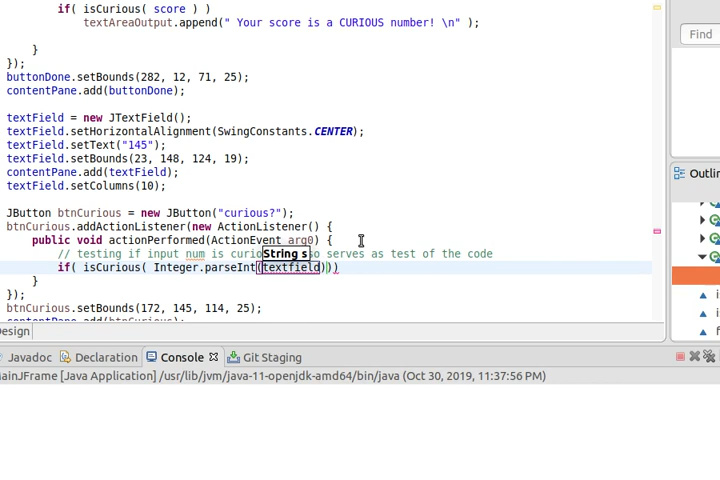 if( isCurious( score ) )
textAreaOutput.append(" Your score is a CURIOUS number! \n" );
}
});
buttonDone.setBounds(282, 12, 71, 25);
contentPane.add(buttonDone);
textField = new JTextField();
textField.setHorizontalAlignment(SwingConstants.CENTER);
textField.setText("145");
textField.setBounds(23, 148, 124, 19);
contentPane.add(textField);
textField.setColumns(10);
JButton btnCurious = new JButton("curious?");
btnCurious.addActionListener(new ActionListener() {
public void actionPerformed(ActionEvent arg0) {
// testing if input num is curio
String s
so serves as test of the code
if( isCurious( Integer.parseInt(textfield)))
}
});
btnCurious.setBounds(172, 145, 114, 25);
Find
Outlin
Design
Javadoc Declaration Console Git Staging
MainJFrame [Java Application] /usr/lib/jvm/java-11-openjdk-amd64/bin/java (Oct 30, 2019, 11:37:56 PM)